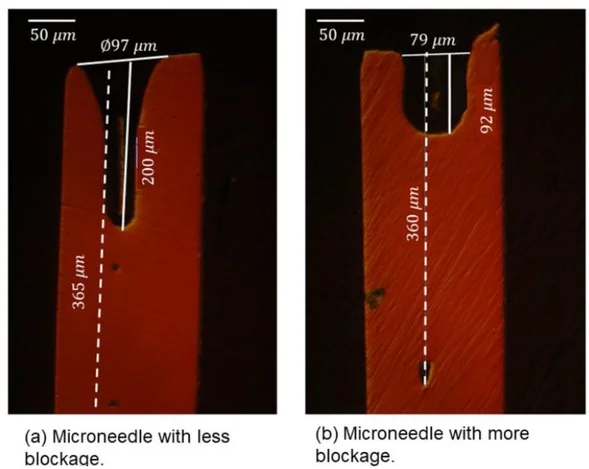 50 μm
Ø97 μm
200 μm
365 μm
50 μm
79 μm
92 μm
360 μm
(a) Microneedle with less
blockage.
(b) Microneedle with more
blockage.